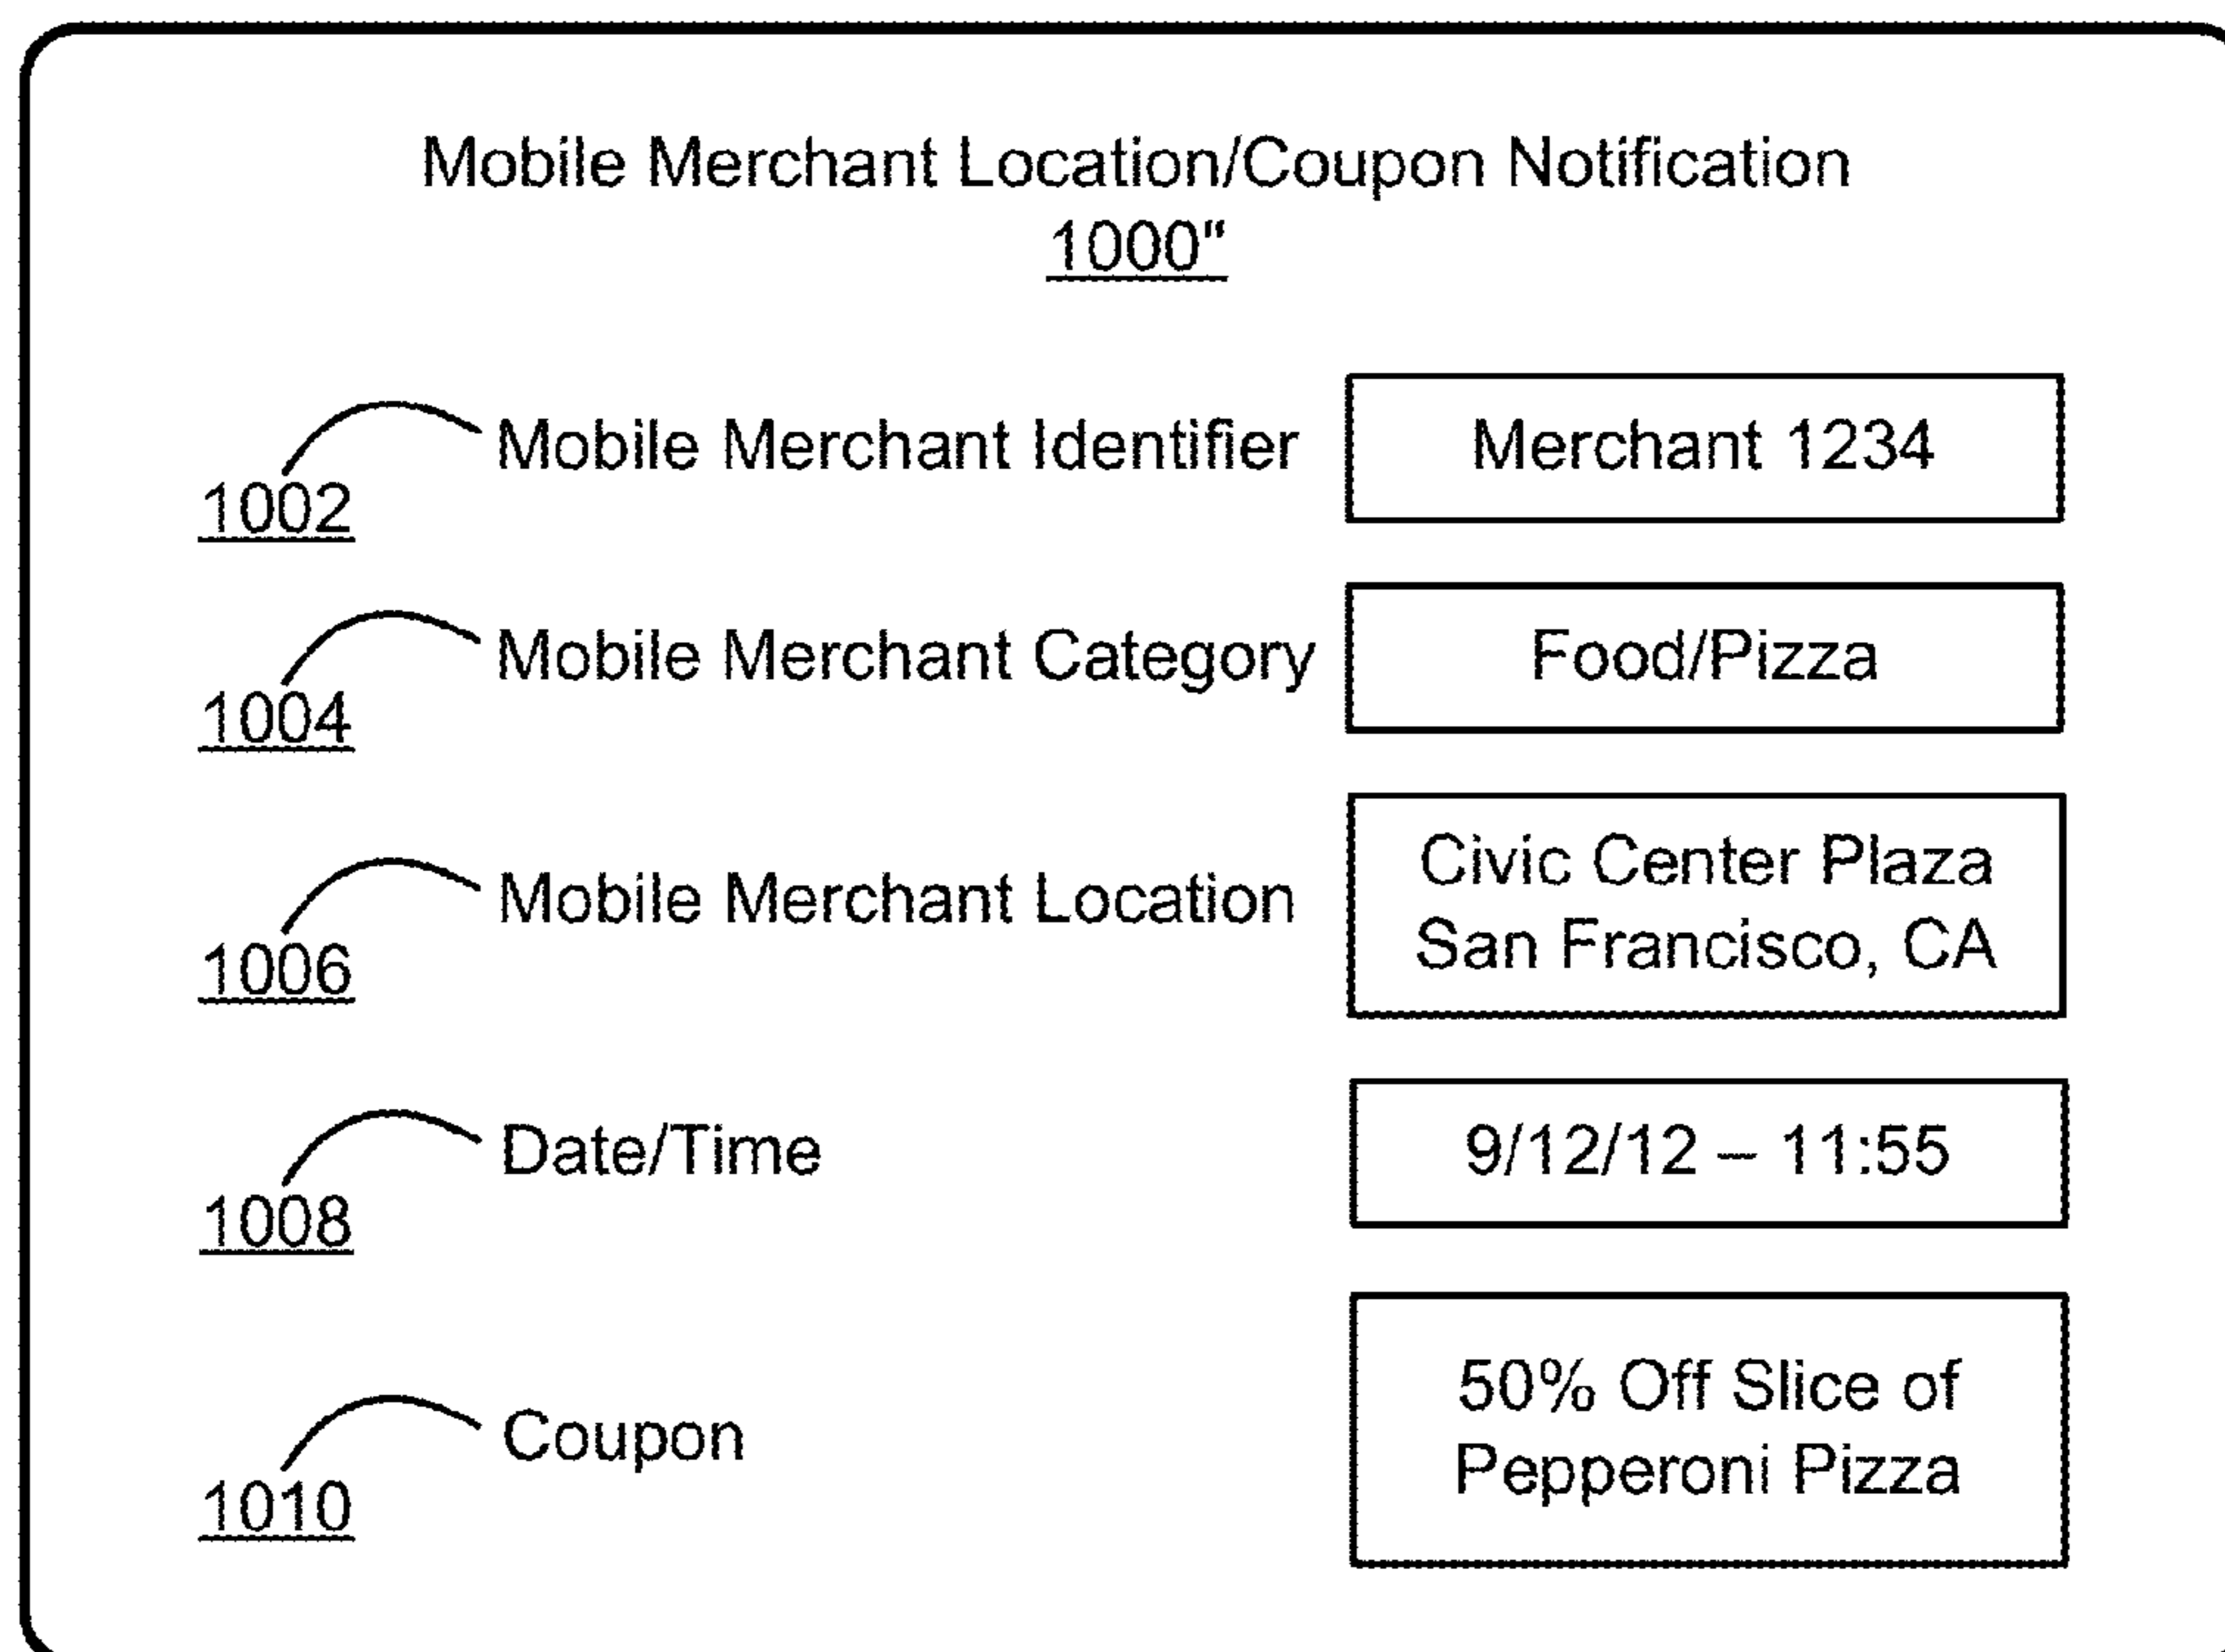 Mobile Merchant Location/Coupon Notification
1000"
Mobile Merchant Identifier
Merchant 1234
1002
Mobile Merchant Category
Food/Pizza
1004
Mobile Merchant Location
Civic Center Plaza
San Francisco, CA
1006
Date/Time
9/12/12 – 11:55
1008
Coupon
50% Off Slice of
Pepperoni Pizza
1010